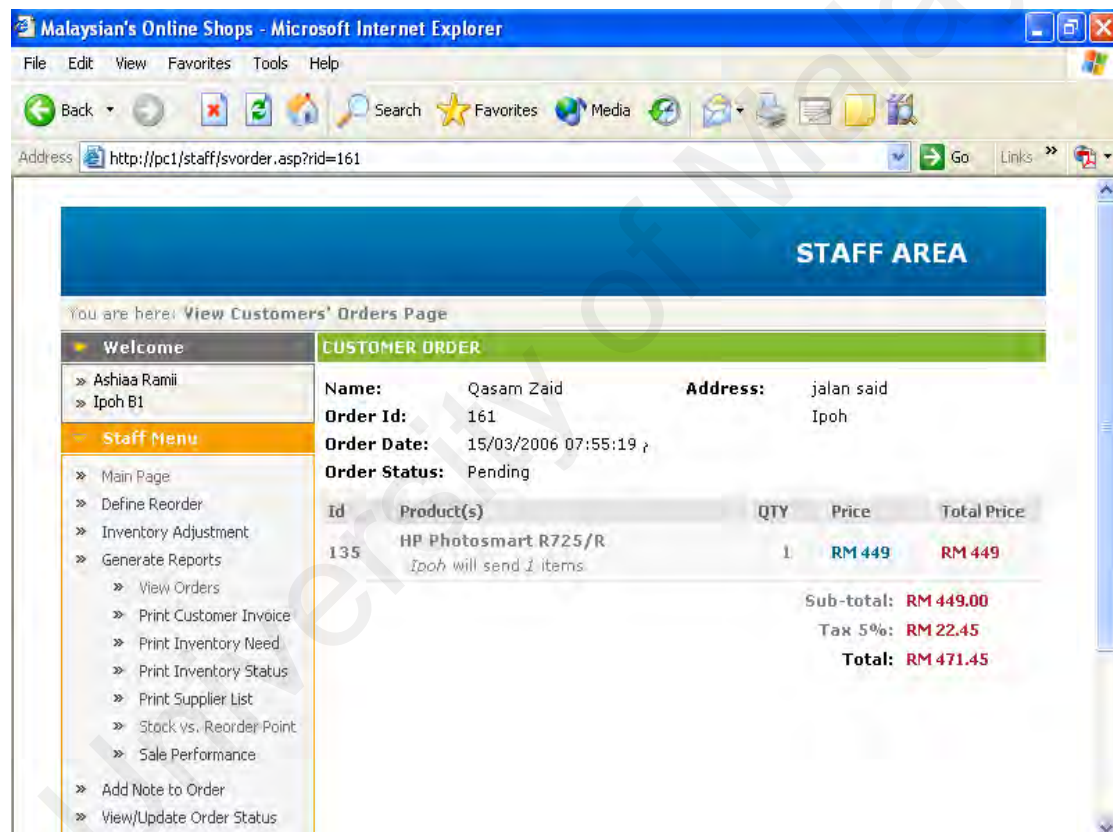 Malaysian's Online Shops - Microsoft Internet Explorer
File Edit View Favorites Tools Help
Back Search Favorites Media
Address http://pc1/staff/svorder.asp?rid=161 Go Links »
STAFF AREA
You are here: View Customers' Orders Page
Welcome
» Ashiaa Ramii
» Ipoh B1
Staff Menu
» Main Page
» Define Reorder
» Inventory Adjustment
» Generate Reports
» View Orders
» Print Customer Invoice
» Print Inventory Need
» Print Inventory Status
» Print Supplier List
» Stock vs. Reorder Point
» Sale Performance
» Add Note to Order
» View/Update Order Status
CUSTOMER ORDER
Name: Qasam Zaid Address: jalan said
Order Id: 161 Ipoh
Order Date: 15/03/2006 07:55:19 م
Order Status: Pending
Id Product(s) QTY Price Total Price
135 HP Photosmart R725/R 1 RM 449 RM 449
Ipoh will send 1 items
Sub-total: RM 449.00
Tax 5%: RM 22.45
Total: RM 471.45
University of Malay